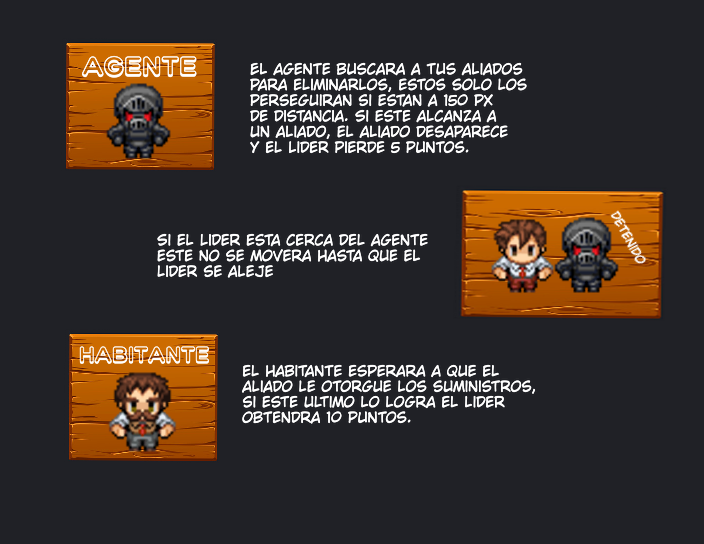 AGENTE
EL AGENTE BUSCARA A TUS ALIADOS
PARA ELIMINARLOS, ESTOS SOLO LOS
PERSEGUIRAN SI ESTAN A 150 PX
DE DISTANCIA. SI ESTE ALCANZA A
UN ALIADO, EL ALIADO DESAPARECE
Y EL LIDER PIERDE 5 PUNTOS.
SI EL LIDER ESTA CERCA DEL AGENTE
ESTE NO SE MOVERA HASTA QUE EL
LIDER SE ALEJE
DETENIDO
HABITANTE
EL HABITANTE ESPERARA A QUE EL
ALIADO LE OTORGUE LOS SUMINISTROS,
SI ESTE ULTIMO LO LOGRA EL LIDER
OBTENDRA 10 PUNTOS.